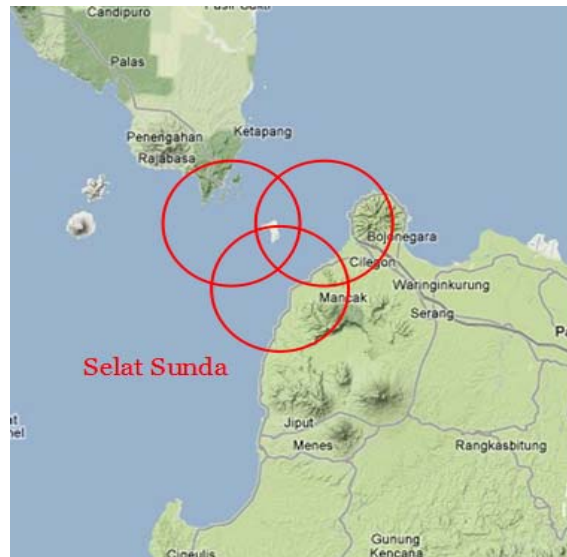 Candipuro
Palas
Penengahan
Ketapang
Rajabasa
Bojonegara
Cilegon
Waringinkurung
Mancak
Serang
Selat Sunda
Jiput
Menes
Rangkasbitung
Gunung
Kencana